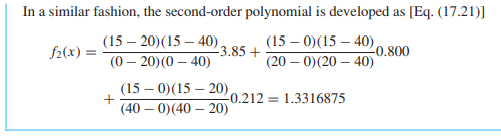 In a similar fashion, the second-order polynomial is developed as [Eq. (17.21)]
f₂(x) = (15 – 20)(15 – 40) / (0 – 20)(0 – 40) 3.85 + (15 – 0)(15 – 40) / (20 – 0)(20 – 40) 0.800
+ (15 – 0)(15 – 20) / (40 – 0)(40 – 20) 0.212 = 1.3316875